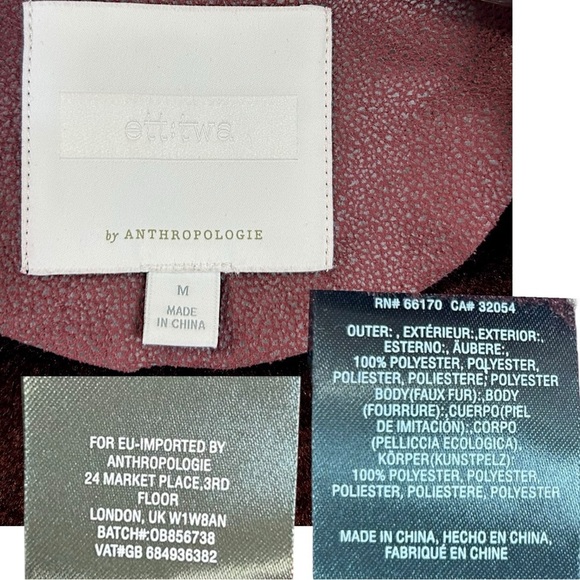 ett:twa
by ANTHROPOLOGIE
M
MADE
IN CHINA
FOR EU-IMPORTED BY
ANTHROPOLOGIE
24 MARKET PLACE,3RD
FLOOR
LONDON, UK W1W8AN
BATCH#:OB856738
VAT#GB 684936382
RN# 66170 CA# 32054
OUTER: , EXTÉRIEUR:,EXTERIOR:,
ESTERNO:, ÄUBERE:,
100% POLYESTER, POLYESTER,
POLIESTER, POLIESTERE, POLYESTER
BODY(FAUX FUR):,BODY
(FOURRURE):,CUERPO(PIEL
DE IMITACIÓN):,CORPO
(PELLICCIA ECOLOGICA),
KÖRPER(KUNSTPELZ)
100% POLYESTER, POLYESTER,
POLIESTER, POLIESTERE, POLYESTER
MADE IN CHINA, HECHO EN CHINA,
FABRIQUÉ EN CHINE